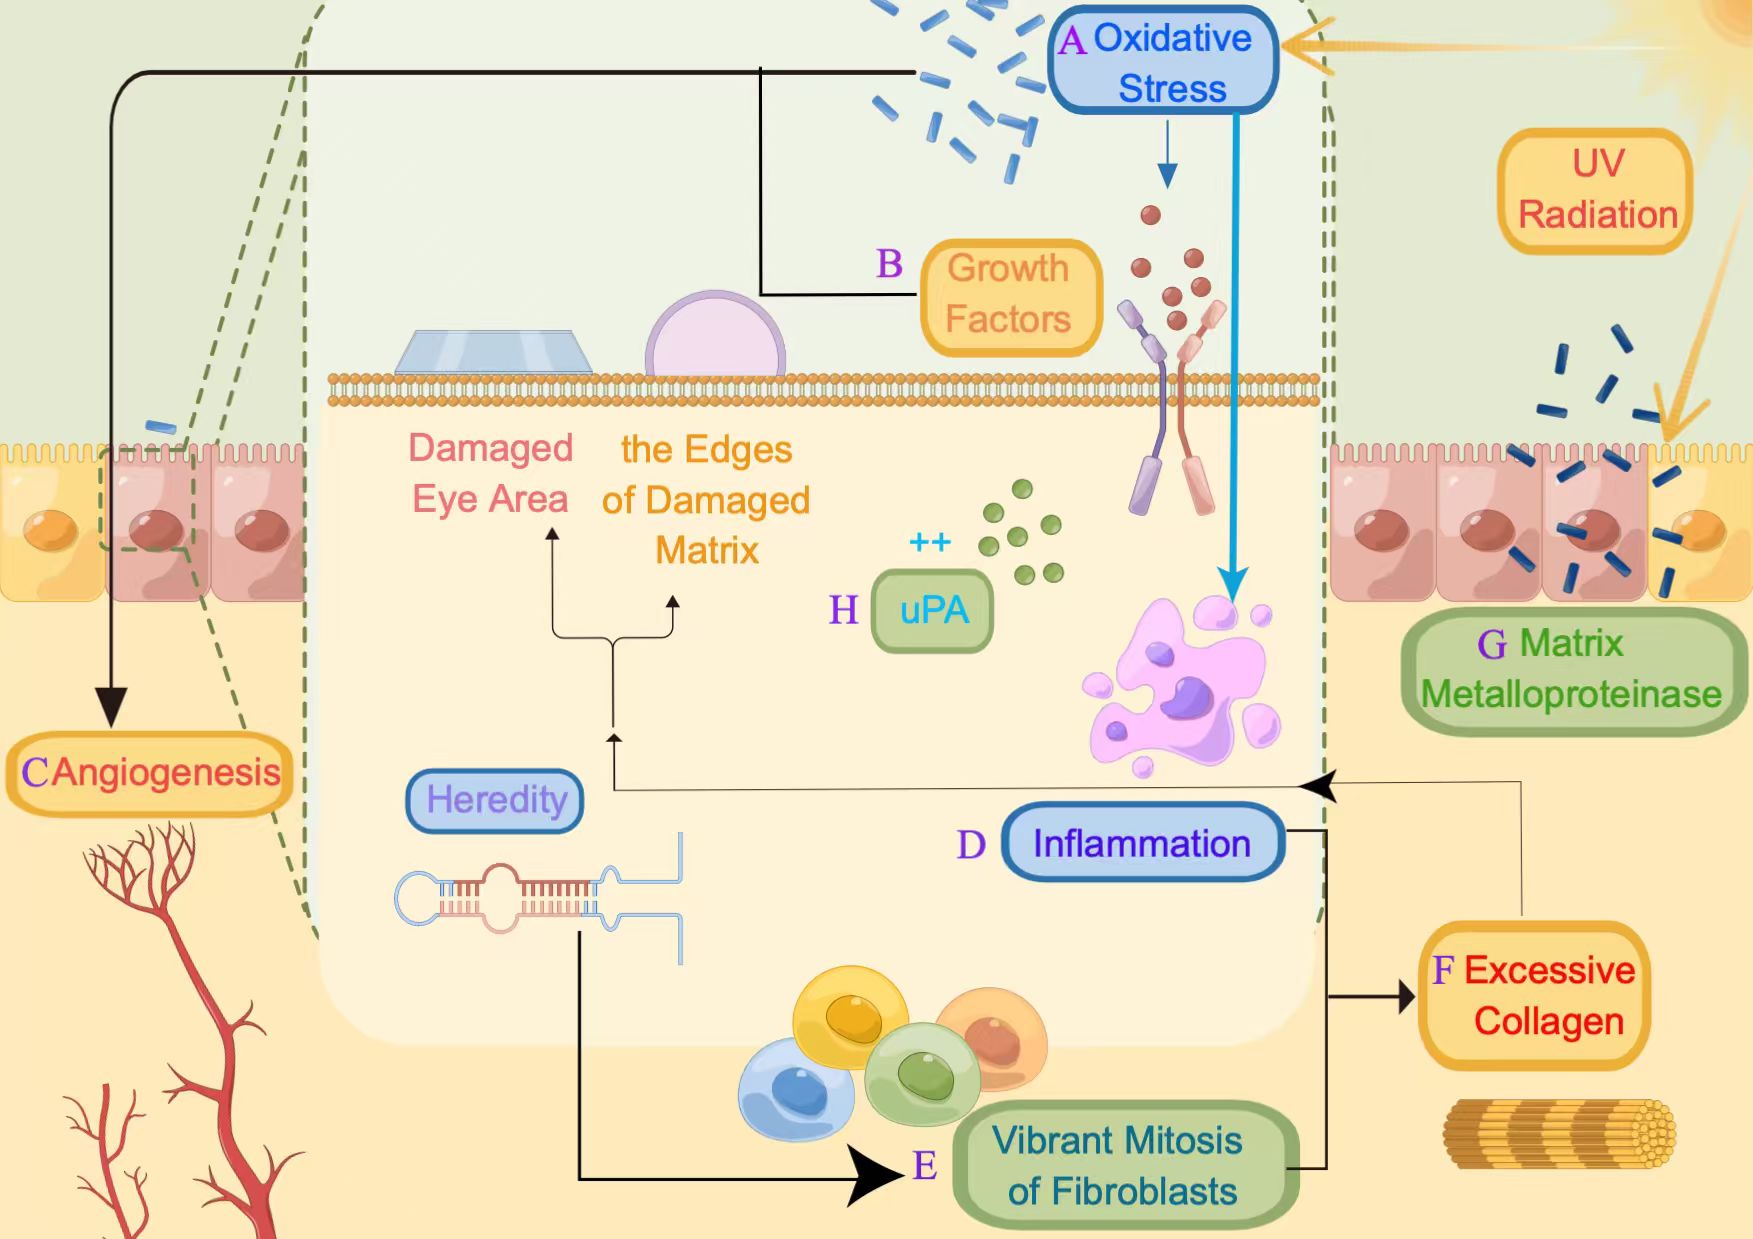 A Oxidative
Stress
UV
Radiation
B Growth
Factors
Damaged
Eye Area
the Edges
of Damaged
Matrix
++
H uPA
G Matrix
Metalloproteinase
C Angiogenesis
Heredity
D Inflammation
F Excessive
Collagen
E Vibrant Mitosis
of Fibroblasts